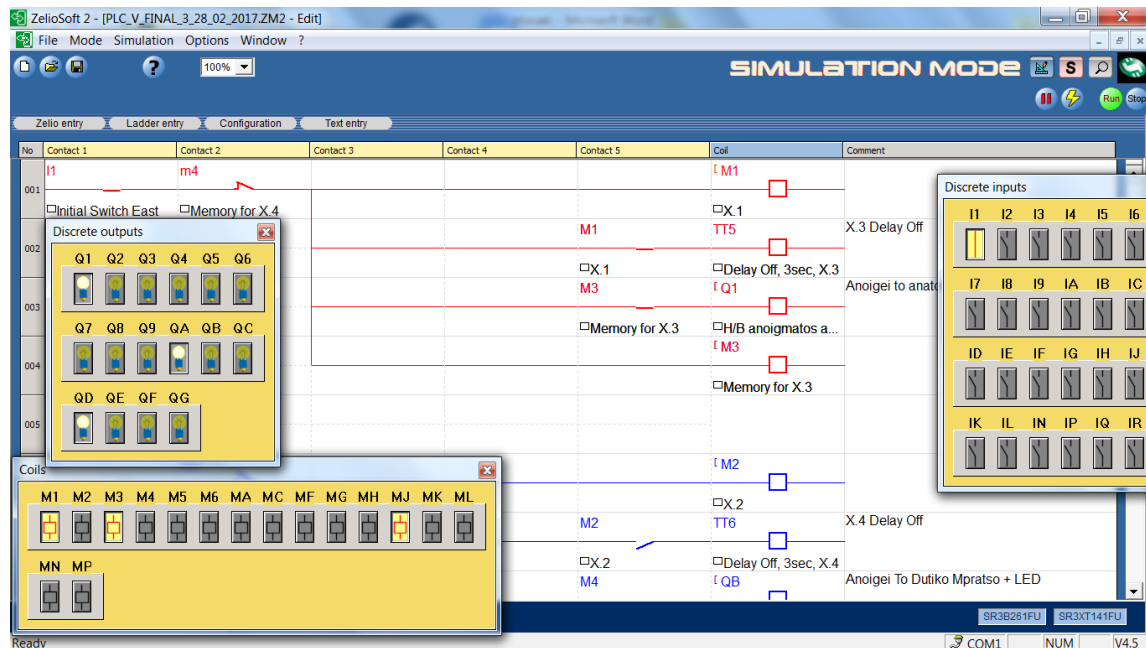 ZelioSoft 2 - [PLC_V_FINAL_3_28_02_2017.ZM2 - Edit]
File Mode Simulation Options Window ?
100%
SIMULATION MODE
S
Run Stop
Zelio entry Ladder entry Configuration Text entry
No Contact 1 Contact 2 Contact 3 Contact 4 Contact 5 Coil Comment
I1 m4 [ M1
001
Initial Switch East Memory for X.4 X.1
M1 TT5 X.3 Delay Off
002
X.1 Delay Off, 3sec, X.3
M3 [ Q1 Anoigei to anato
003
Memory for X.3 H/B anoigmatos a...
[ M3
004
Memory for X.3
005
[ M2
X.2
M2 TT6 X.4 Delay Off
X.2 Delay Off, 3sec, X.4
M4 [ QB Anoigei To Dutiko Mpratso + LED
Discrete outputs
Q1 Q2 Q3 Q4 Q5 Q6
Q7 Q8 Q9 QA QB QC
QD QE QF QG
Coils
M1 M2 M3 M4 M5 M6 MA MC MF MG MH MJ MK ML
MN MP
Discrete inputs
I1 I2 I3 I4 I5 I6
I7 I8 I9 IA IB IC
ID IE IF IG IH IJ
IK IL IN IP IQ IR
SR3B261FU SR3XT141FU
Ready COM1 NUM V4.5